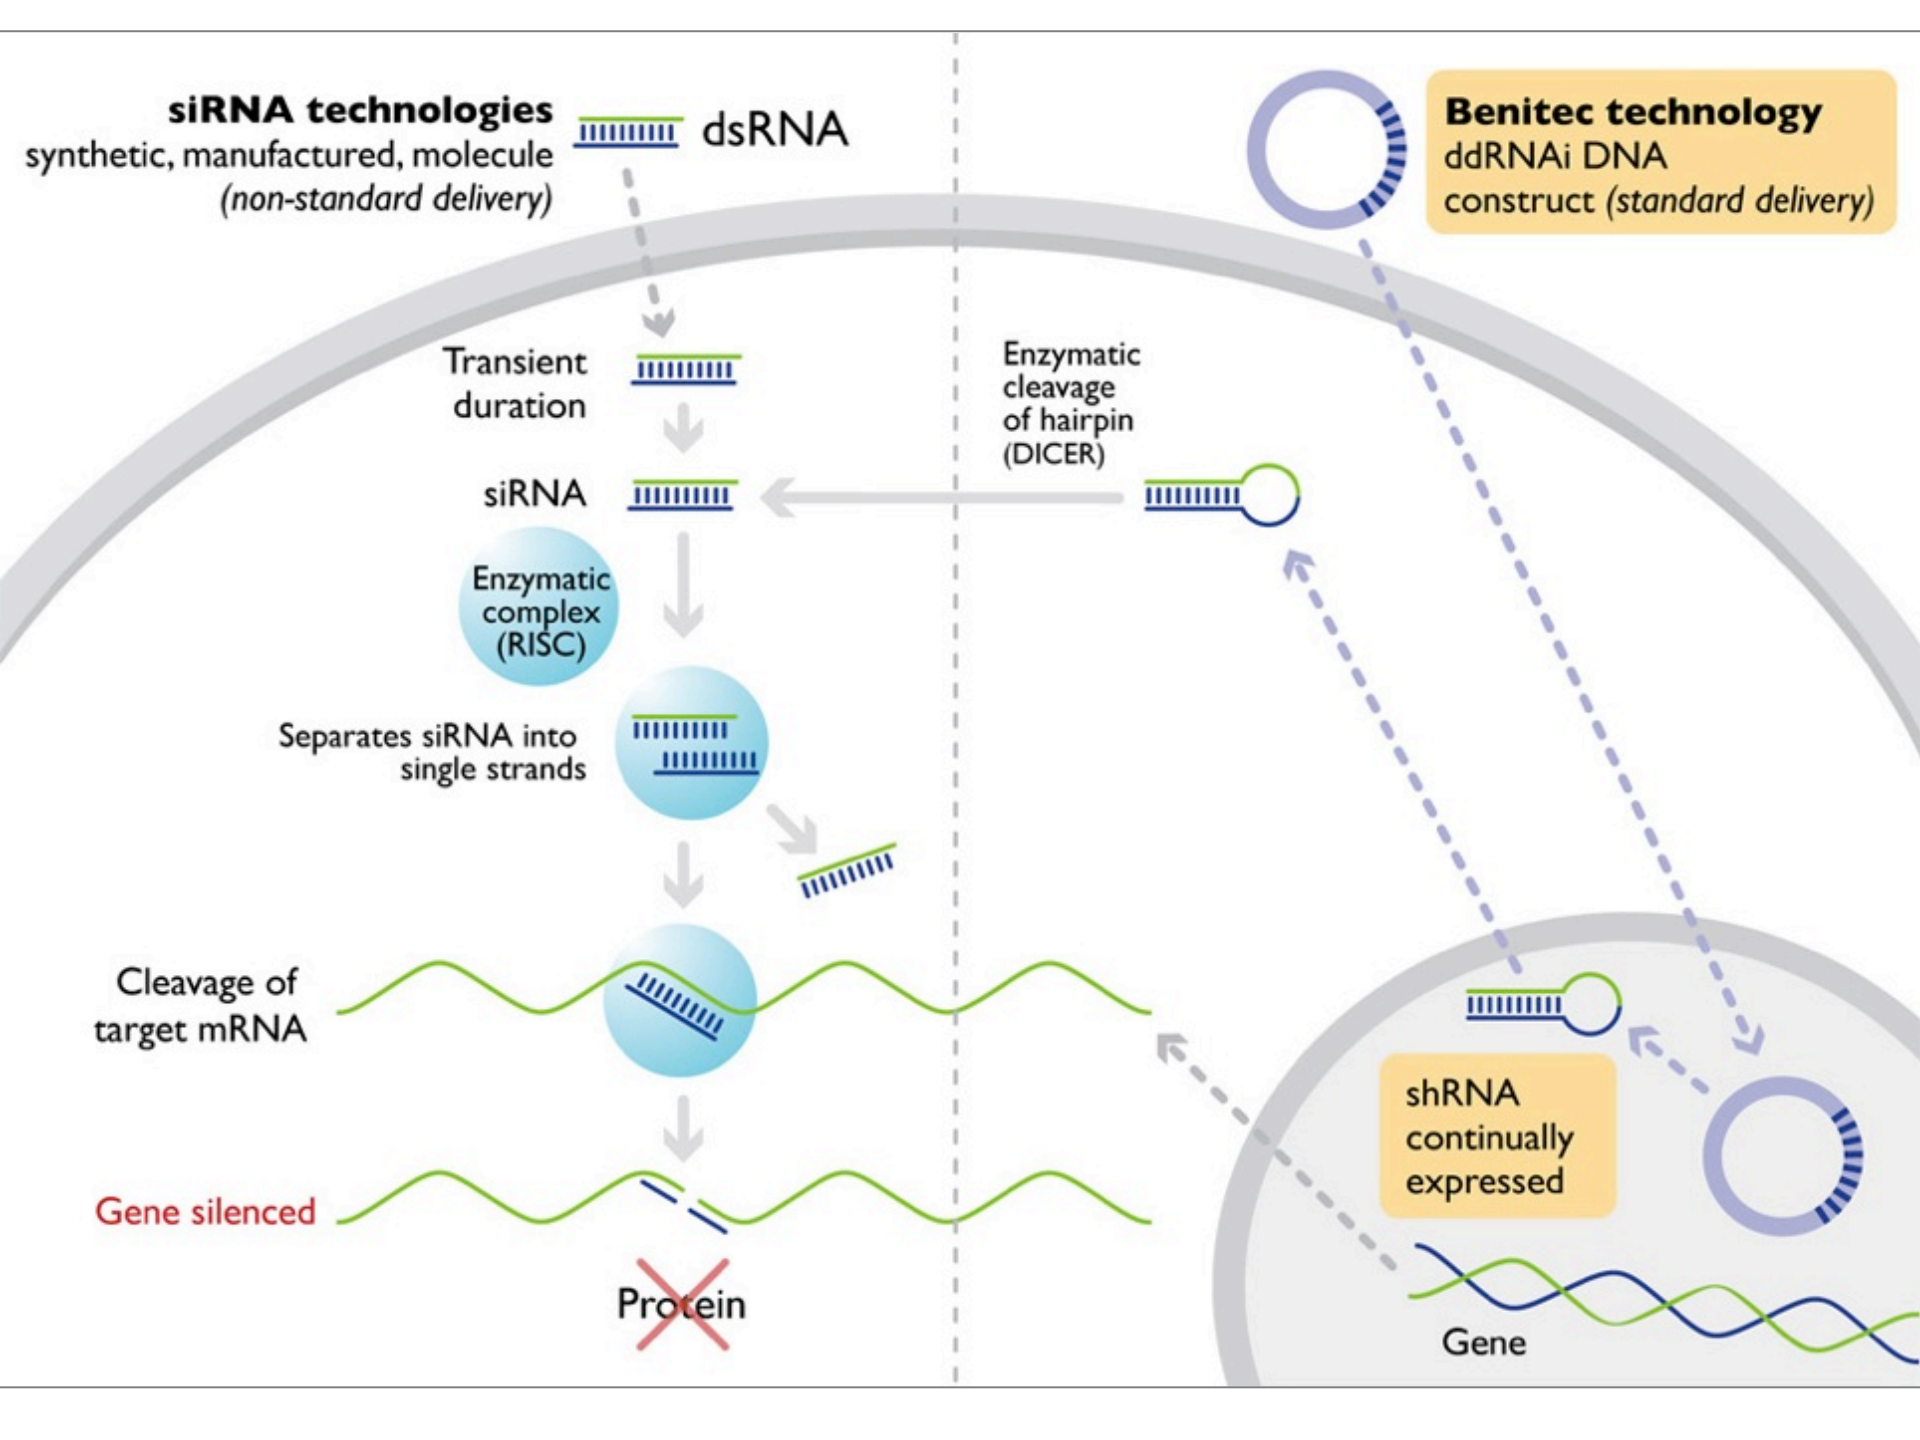 siRNA technologies
synthetic, manufactured, molecule
(non-standard delivery)
dsRNA
Benitec technology
ddRNAi DNA
construct (standard delivery)
Transient
duration
Enzymatic
cleavage
of hairpin
(DICER)
siRNA
Enzymatic
complex
(RISC)
Separates siRNA into
single strands
Cleavage of
target mRNA
shRNA
continually
expressed
Gene silenced
Protein
Gene